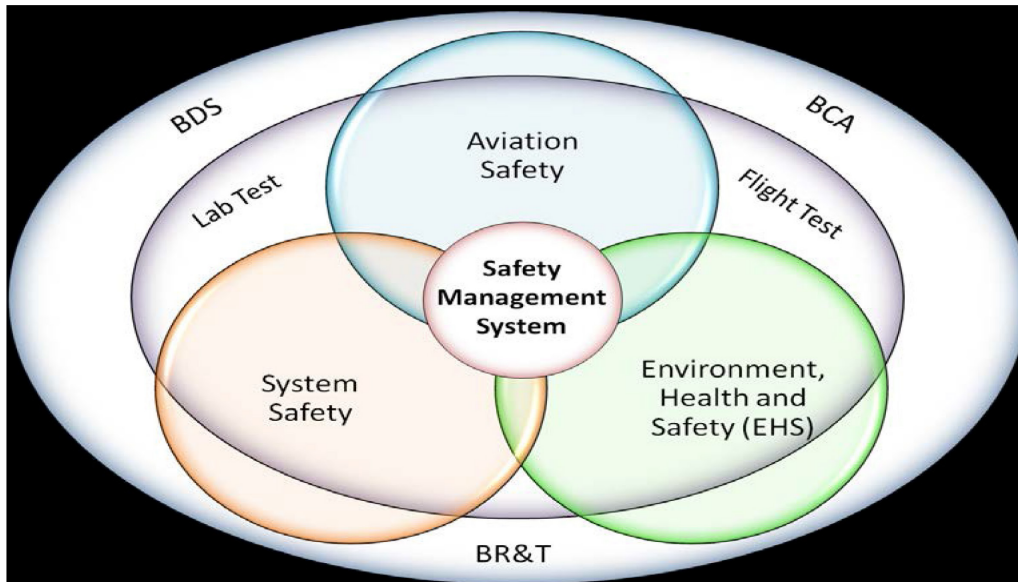 BDS
BCA
Aviation
Safety
Lab Test
Flight Test
Safety
Management
System
System
Safety
Environment,
Health and
Safety (EHS)
BR&T